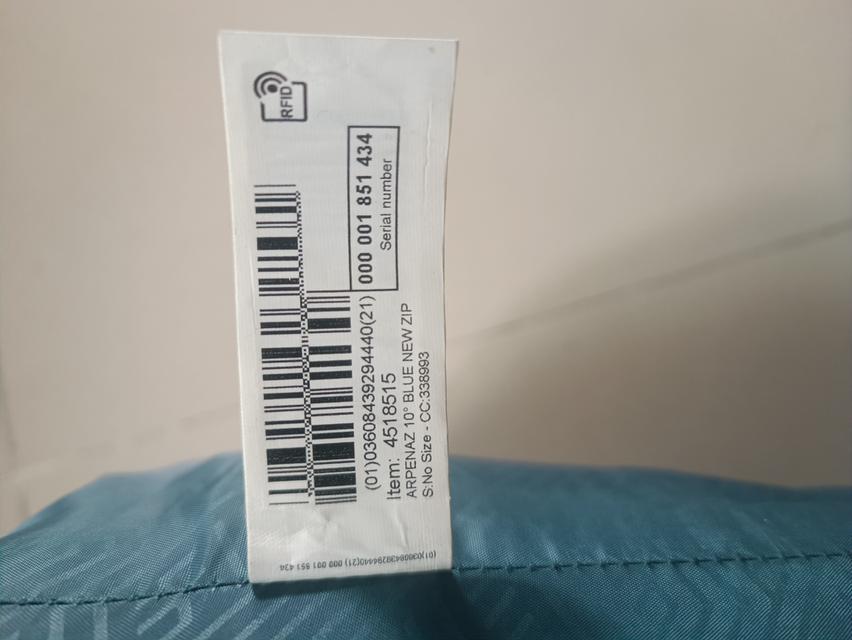 RFID
000 001 851 434
Serial number
(01)03608439294440(21)
Item: 4518515
ARPENAZ 10° BLUE NEW ZIP
S:No Size - CC:338993
(01)03608439294440(21) 000 001 851 434